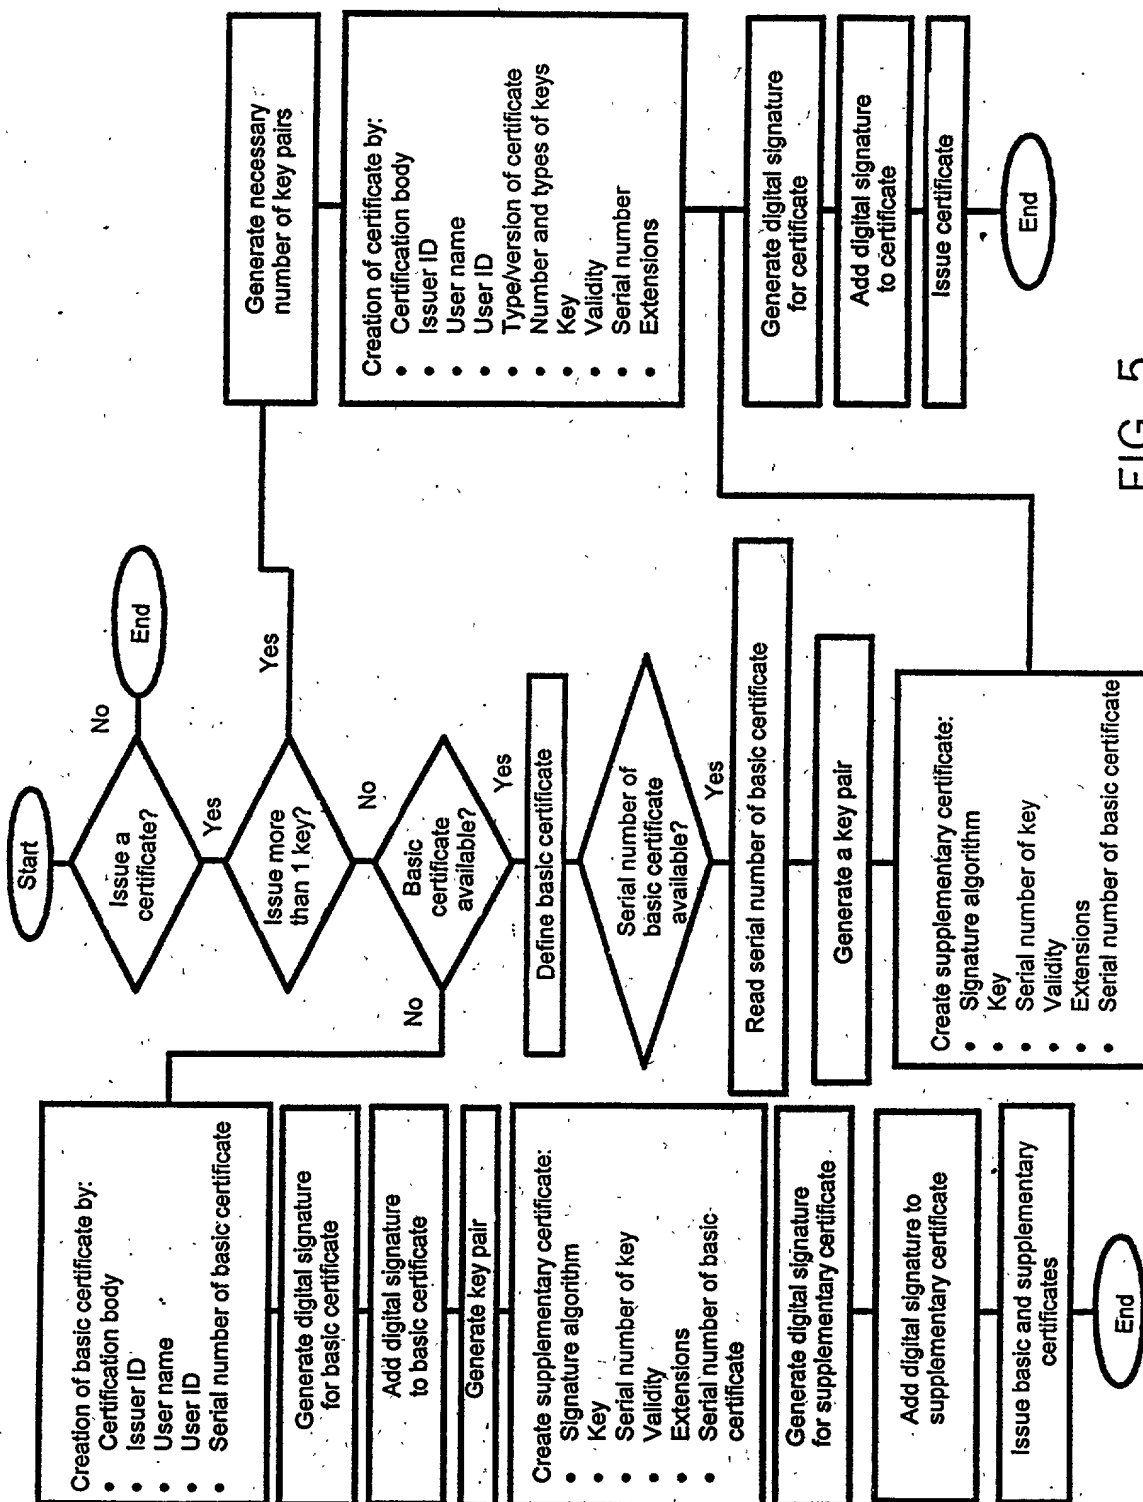 Start
Issue a
certificate?
No
End
Yes
Issue more
than 1 key?
Yes
No
Basic
certificate
available?
No
Yes
Define basic certificate
Serial number of
basic certificate
available?
Yes
Read serial number of basic certificate
Generate a key pair
Create supplementary certificate:
• Signature algorithm
• Key
• Serial number of key
• Validity
• Extensions
• Serial number of basic certificate
Creation of basic certificate by:
• Certification body
• Issuer ID
• User name
• User ID
• Serial number of basic certificate
Generate digital signature
for basic certificate
Add digital signature
to basic certificate
Generate key pair
Create supplementary certificate:
• Signature algorithm
• Key
• Serial number of key
• Validity
• Extensions
• Serial number of basic
certificate
Generate digital signature
for supplementary certificate
Add digital signature to
supplementary certificate
Issue basic and supplementary
certificates
End
Generate necessary
number of key pairs
Creation of certificate by:
• Certification body
• Issuer ID
• User name
• User ID
• Type/version of certificate
• Number and types of keys
• Key
• Validity
• Serial number
• Extensions
Generate digital signature
for certificate
Add digital signature
to certificate
Issue certificate
End
FIG. 5